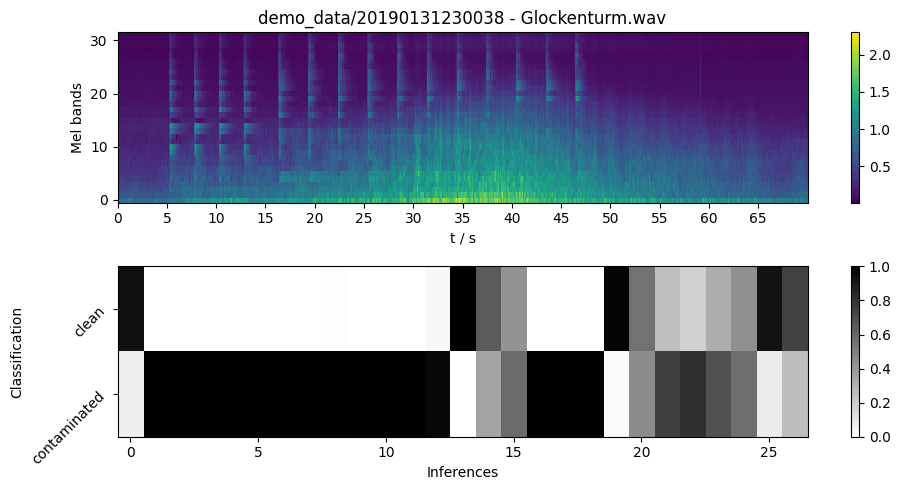 demo_data/20190131230038 - Glockenturm.wav
30
20
10
0
Mel bands
0 5 10 15 20 25 30 35 40 45 50 55 60 65
t / s
2.0
1.5
1.0
0.5
Classification
clean
contaminated
0 5 10 15 20 25
Inferences
1.0
0.8
0.6
0.4
0.2
0.0